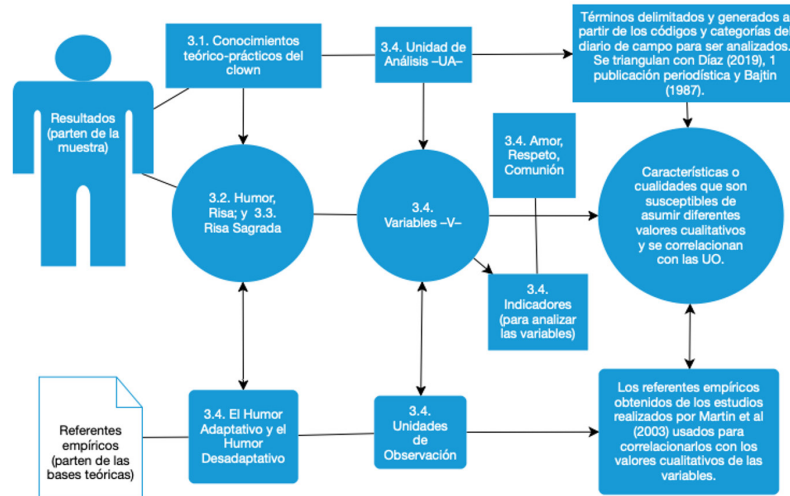 3.1. Conocimientos
teórico-prácticos del
clown
3.4. Unidad de
Análisis –UA–
Términos delimitados y generados a
partir de los códigos y categorías del
diario de campo para ser analizados.
Se triangulan con Díaz (2019), 1
publicación periodística y Bajtin
(1987).
Resultados
(parten de la
muestra)
3.2. Humor,
Risa; y 3.3.
Risa Sagrada
3.4.
Variables –V–
3.4. Amor,
Respeto,
Comunión
3.4.
Indicadores
(para analizar
las variables)
Características o
cualidades que son
susceptibles de
asumir diferentes
valores cualitativos
y se correlacionan
con las UO.
Referentes
empíricos
(parten de las
bases teóricas)
3.4. El Humor
Adaptativo y el
Humor
Desadaptativo
3.4.
Unidades de
Observación
Los referentes empíricos
obtenidos de los estudios
realizados por Martin et al
(2003) usados para
correlacionarlos con los
valores cualitativos de las
variables.